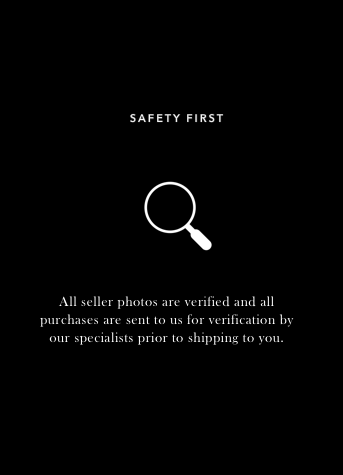 SAFETY FIRST
All seller photos are verified and all
purchases are sent to us for verification by
our specialists prior to shipping to you.